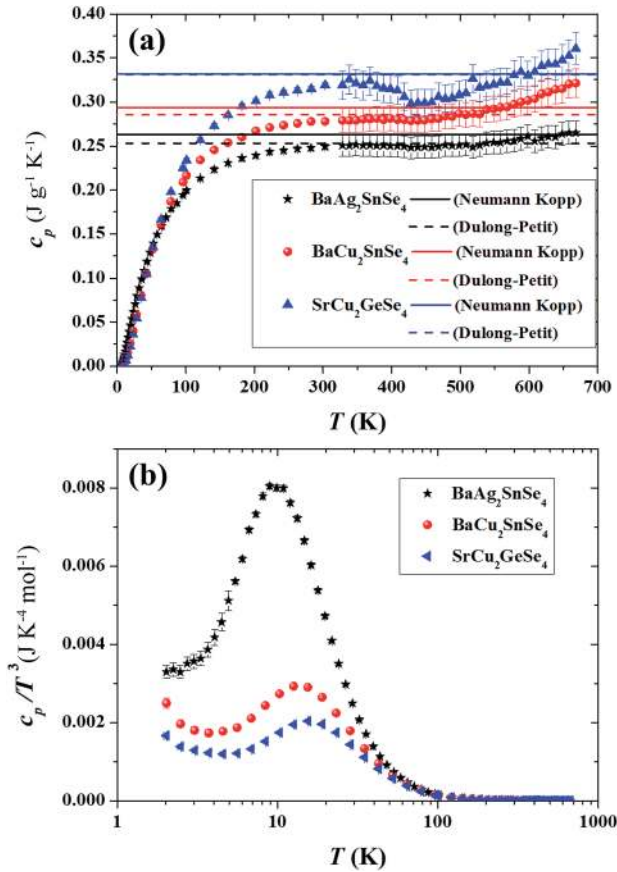 (a)
0.40
0.35
0.30
0.25
0.20
0.15
0.10
0.05
0.00
c_p (J g⁻¹ K⁻¹)
BaAg₂SnSe₄ (Neumann Kopp)
(Dulong-Petit)
BaCu₂SnSe₄ (Neumann Kopp)
(Dulong-Petit)
SrCu₂GeSe₄ (Neumann Kopp)
(Dulong-Petit)
0 100 200 300 400 500 600 700
T (K)
(b)
0.008
0.006
0.004
0.002
0.000
c_p/T³ (J K⁻⁴ mol⁻¹)
BaAg₂SnSe₄
BaCu₂SnSe₄
SrCu₂GeSe₄
1 10 100 1000
T (K)